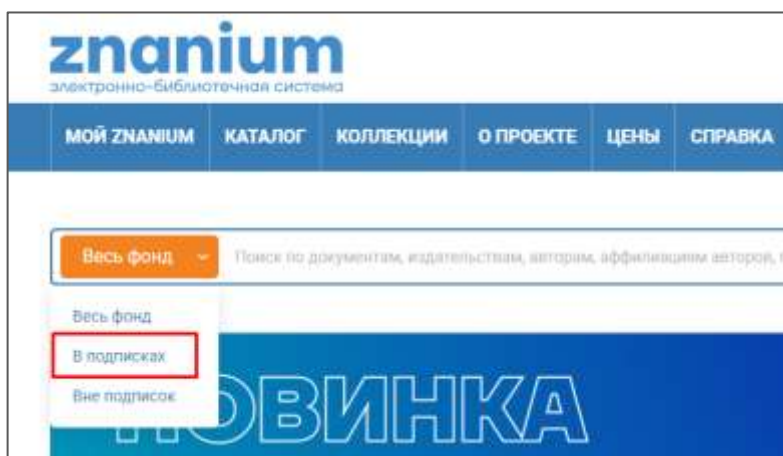 znanium
электронно-библиотечная система
МОЙ ZNANIUM КАТАЛОГ КОЛЛЕКЦИИ О ПРОЕКТЕ ЦЕНЫ СПРАВКА
Весь фонд Поиск по документам, издательствам, авторам, аффилиациям авторов,
Весь фонд
В подписках
Вне подписок
НОВИНКА